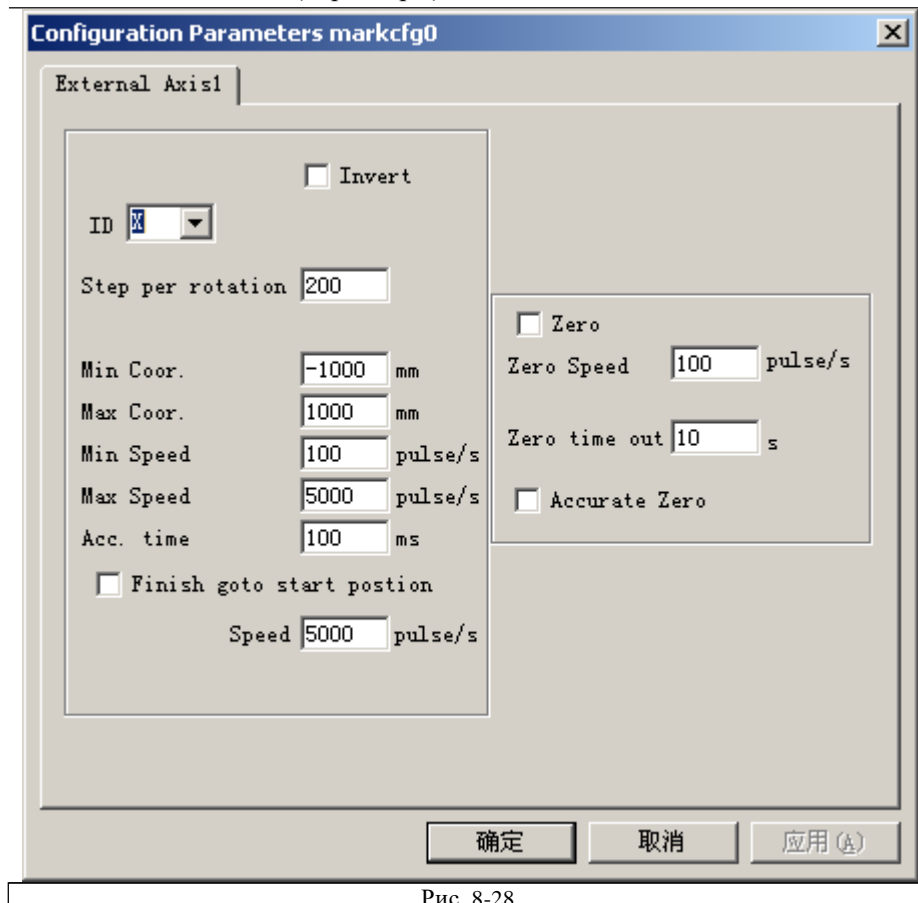 Configuration Parameters markcfg0
External Axis1
Invert
ID X
Step per rotation 200
Min Coor. -1000 mm
Max Coor. 1000 mm
Min Speed 100 pulse/s
Max Speed 5000 pulse/s
Acc. time 100 ms
Finish goto start postion
Speed 5000 pulse/s
Zero
Zero Speed 100 pulse/s
Zero time out 10 s
Accurate Zero
确定 取消 应用(A)
Рис. 8-28